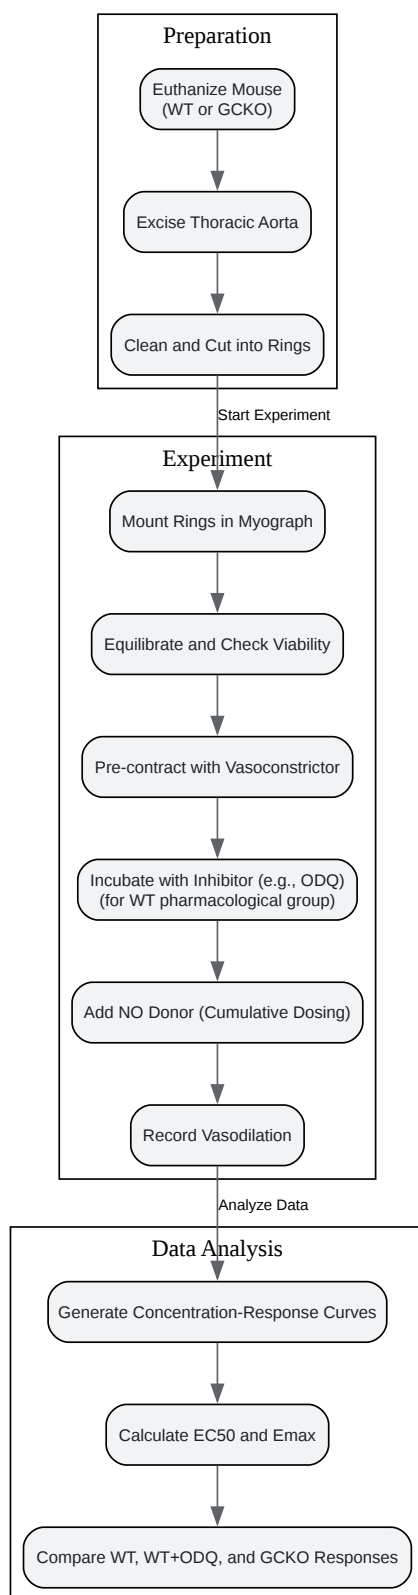 Preparation
Euthanize Mouse
(WT or GCKO)
Excise Thoracic Aorta
Clean and Cut into Rings
Start Experiment
Experiment
Mount Rings in Myograph
Equilibrate and Check Viability
Pre-contract with Vasoconstrictor
Incubate with Inhibitor (e.g., ODQ)
(for WT pharmacological group)
Add NO Donor (Cumulative Dosing)
Record Vasodilation
Analyze Data
Data Analysis
Generate Concentration-Response Curves
Calculate EC50 and Emax
Compare WT, WT+ODQ, and GCKO Responses